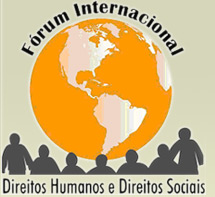 Fórum Internacional
Direitos Humanos e Direitos Sociais